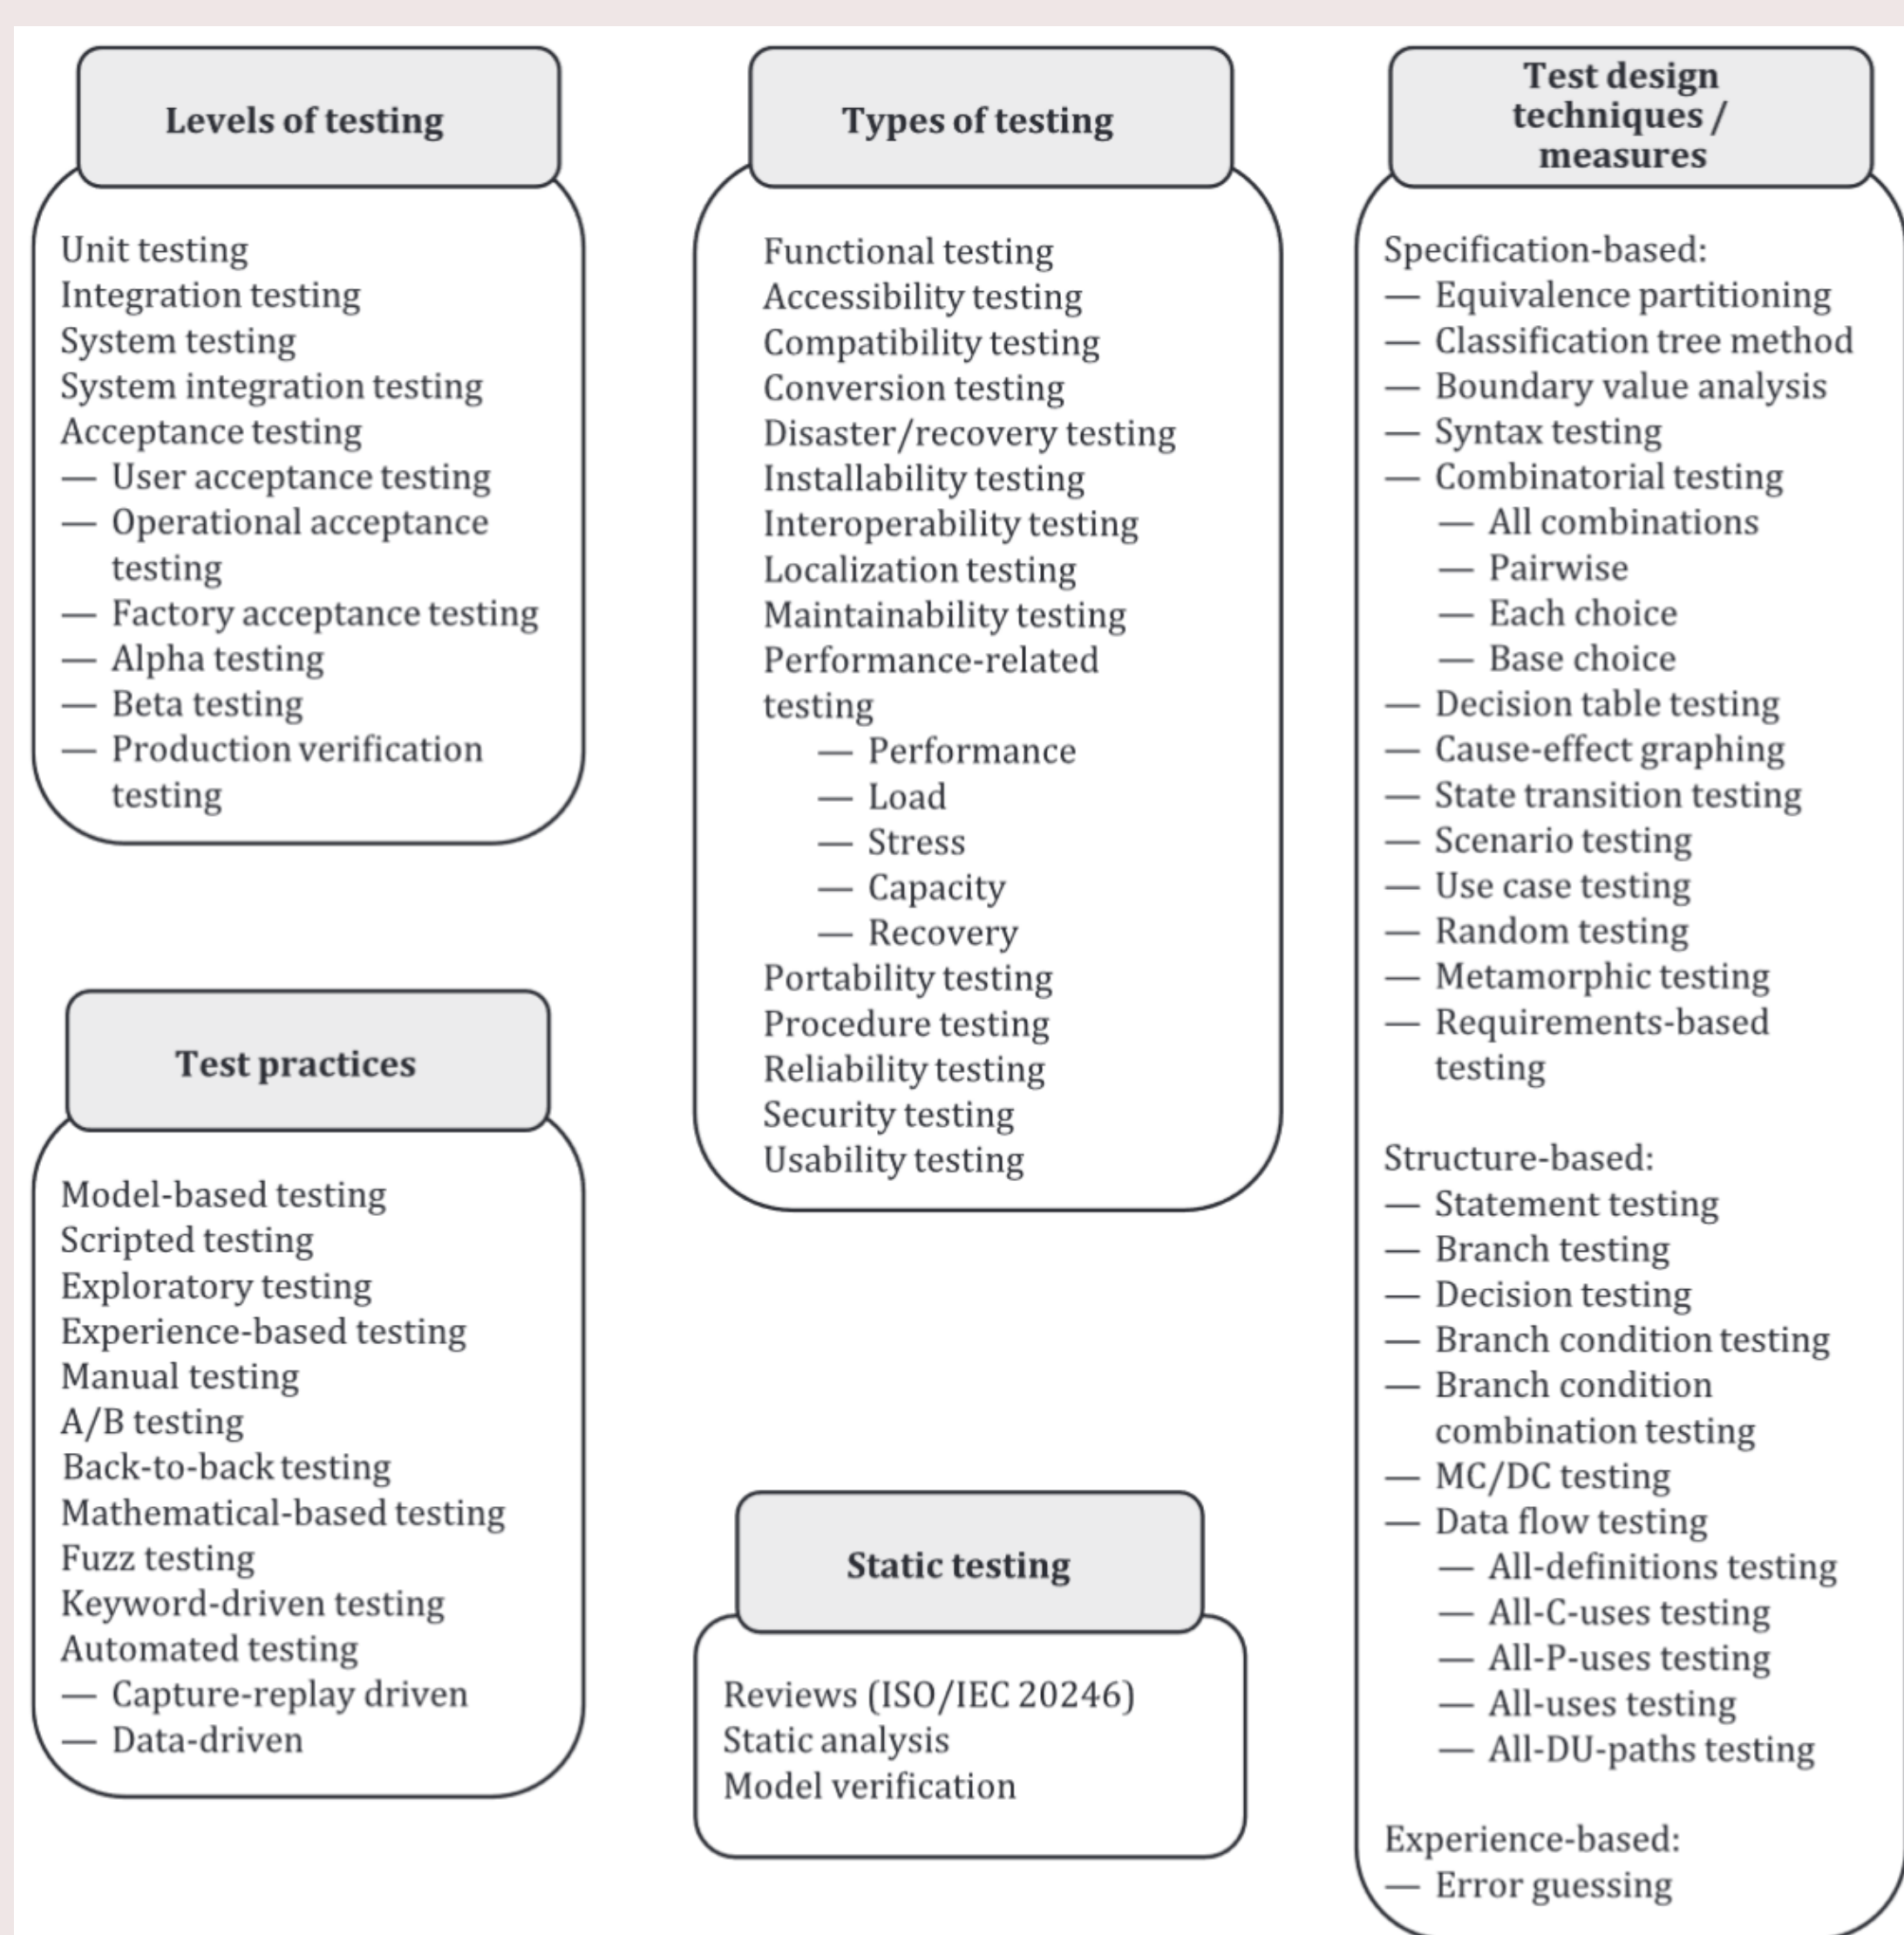 Levels of testing
Unit testing
Integration testing
System testing
System integration testing
Acceptance testing
— User acceptance testing
— Operational acceptance
testing
— Factory acceptance testing
— Alpha testing
— Beta testing
— Production verification
testing
Test practices
Model-based testing
Scripted testing
Exploratory testing
Experience-based testing
Manual testing
A/B testing
Back-to-back testing
Mathematical-based testing
Fuzz testing
Keyword-driven testing
Automated testing
— Capture-replay driven
— Data-driven
Types of testing
Functional testing
Accessibility testing
Compatibility testing
Conversion testing
Disaster/recovery testing
Installability testing
Interoperability testing
Localization testing
Maintainability testing
Performance-related
testing
— Performance
— Load
— Stress
— Capacity
— Recovery
Portability testing
Procedure testing
Reliability testing
Security testing
Usability testing
Static testing
Reviews (ISO/IEC 20246)
Static analysis
Model verification
Test design
techniques /
measures
Specification-based:
— Equivalence partitioning
— Classification tree method
— Boundary value analysis
— Syntax testing
— Combinatorial testing
— All combinations
— Pairwise
— Each choice
— Base choice
— Decision table testing
— Cause-effect graphing
— State transition testing
— Scenario testing
— Use case testing
— Random testing
— Metamorphic testing
— Requirements-based
testing
Structure-based:
— Statement testing
— Branch testing
— Decision testing
— Branch condition testing
— Branch condition
combination testing
— MC/DC testing
— Data flow testing
— All-definitions testing
— All-C-uses testing
— All-P-uses testing
— All-uses testing
— All-DU-paths testing
Experience-based:
— Error guessing